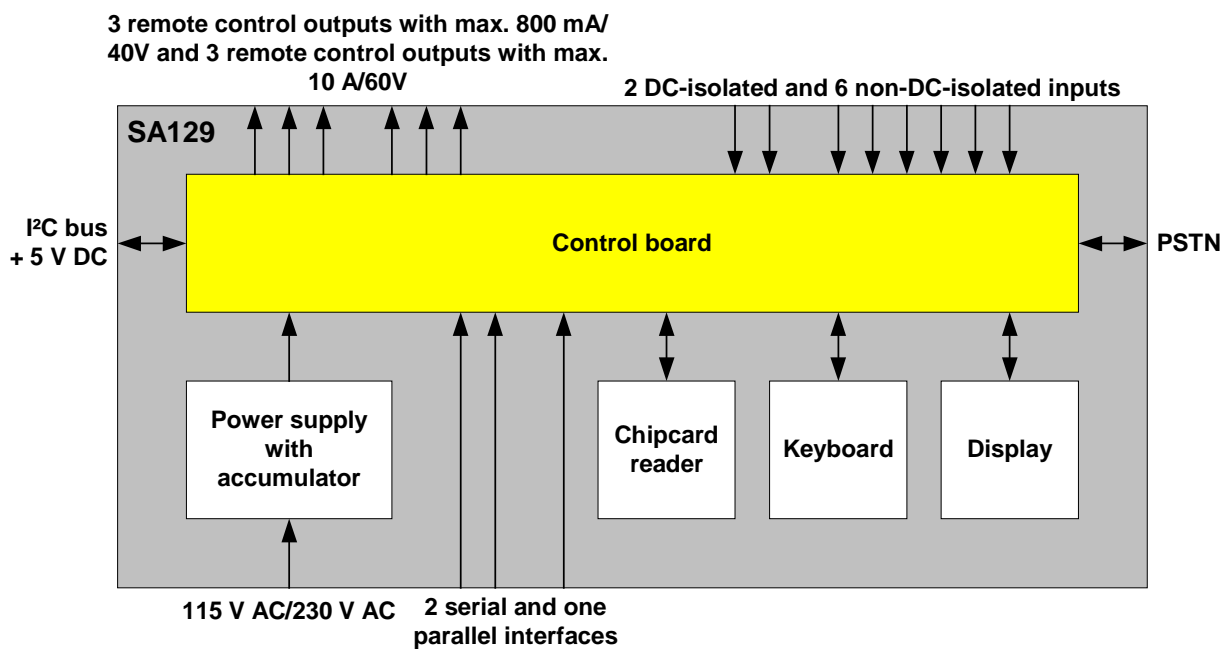 3 remote control outputs with max. 800 mA/
40V and 3 remote control outputs with max.
10 A/60V
2 DC-isolated and 6 non-DC-isolated inputs
SA129
I²C bus
+ 5 V DC
Control board
PSTN
Power supply
with
accumulator
Chipcard
reader
Keyboard
Display
115 V AC/230 V AC
2 serial and one
parallel interfaces